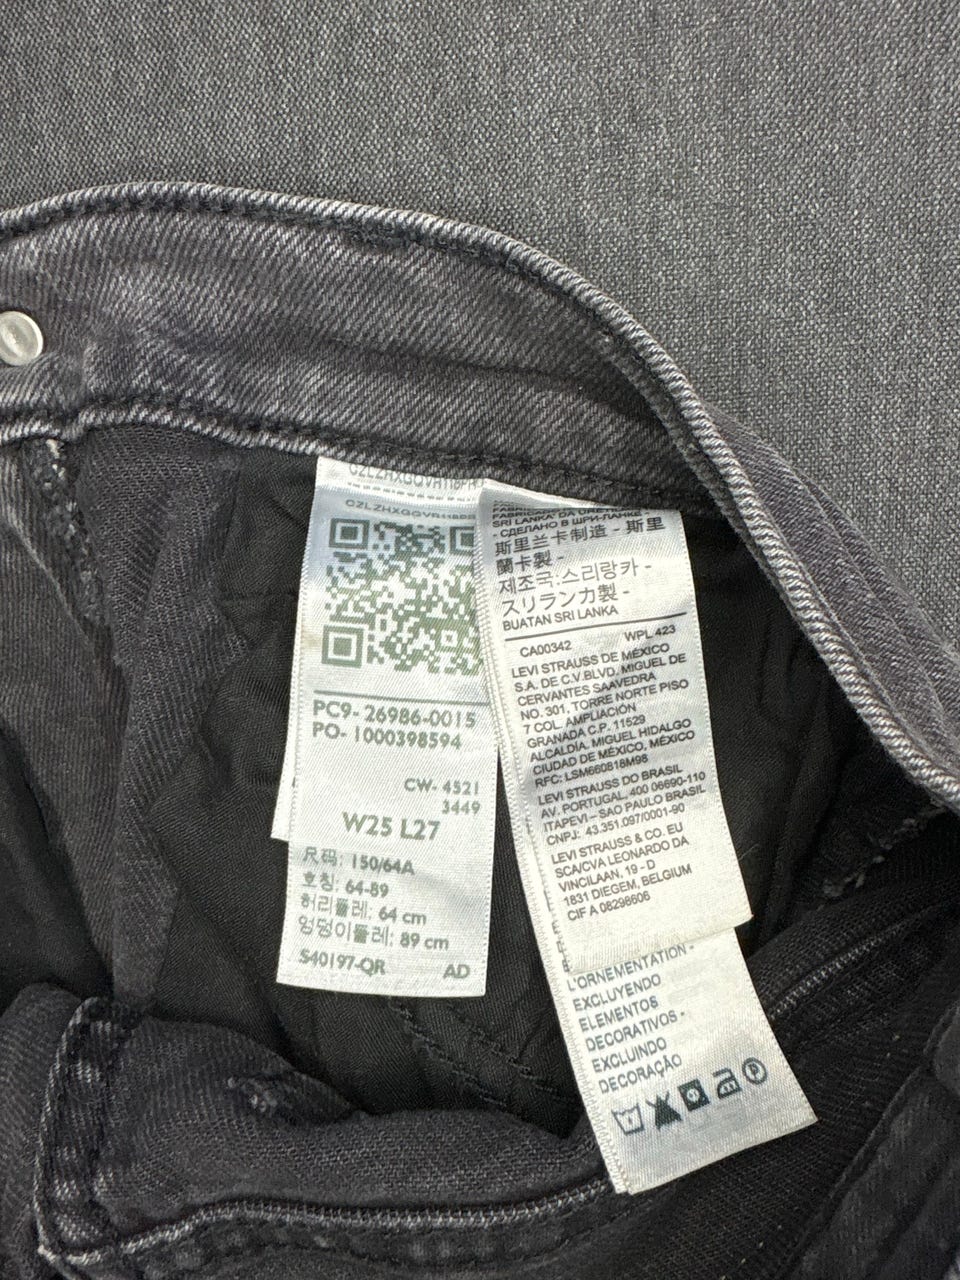 CZLZHXGQVR118PR
PC9- 26986-0015
PO- 1000398594
CW- 4521
3449
W25 L27
尺码: 150/64A
호칭: 64-89
허리둘레: 64 cm
엉덩이둘레: 89 cm
S40197-QR AD
SRI LANKA
- СДЕЛАНО В ШРИ-ЛАНКЕ -
斯里兰卡制造 - 斯里
蘭卡製 -
제조국:스리랑카 -
スリランカ製 -
BUATAN SRI LANKA
CA00342 WPL 423
LEVI STRAUSS DE MÉXICO
S.A. DE C.V.BLVD. MIGUEL DE
CERVANTES SAAVEDRA
NO. 301. TORRE NORTE PISO
7 COL. AMPLIACIÓN
GRANADA C.P. 11529
ALCALDÍA. MIGUEL HIDALGO
CIUDAD DE MÉXICO, MÉXICO
RFC: LSM660818M98
LEVI STRAUSS DO BRASIL
AV. PORTUGAL, 400 06690-110
ITAPEVI – SAO PAULO BRASIL
CNPJ: 43.351.097/0001-90
LEVI STRAUSS & CO. EU
SCA/CVA LEONARDO DA
VINCILAAN, 19 - D
1831 DIEGEM, BELGIUM
CIF A 08298606
L'ORNEMENTATION -
EXCLUYENDO
ELEMENTOS
DECORATIVOS -
EXCLUINDO
DECORAÇÃO